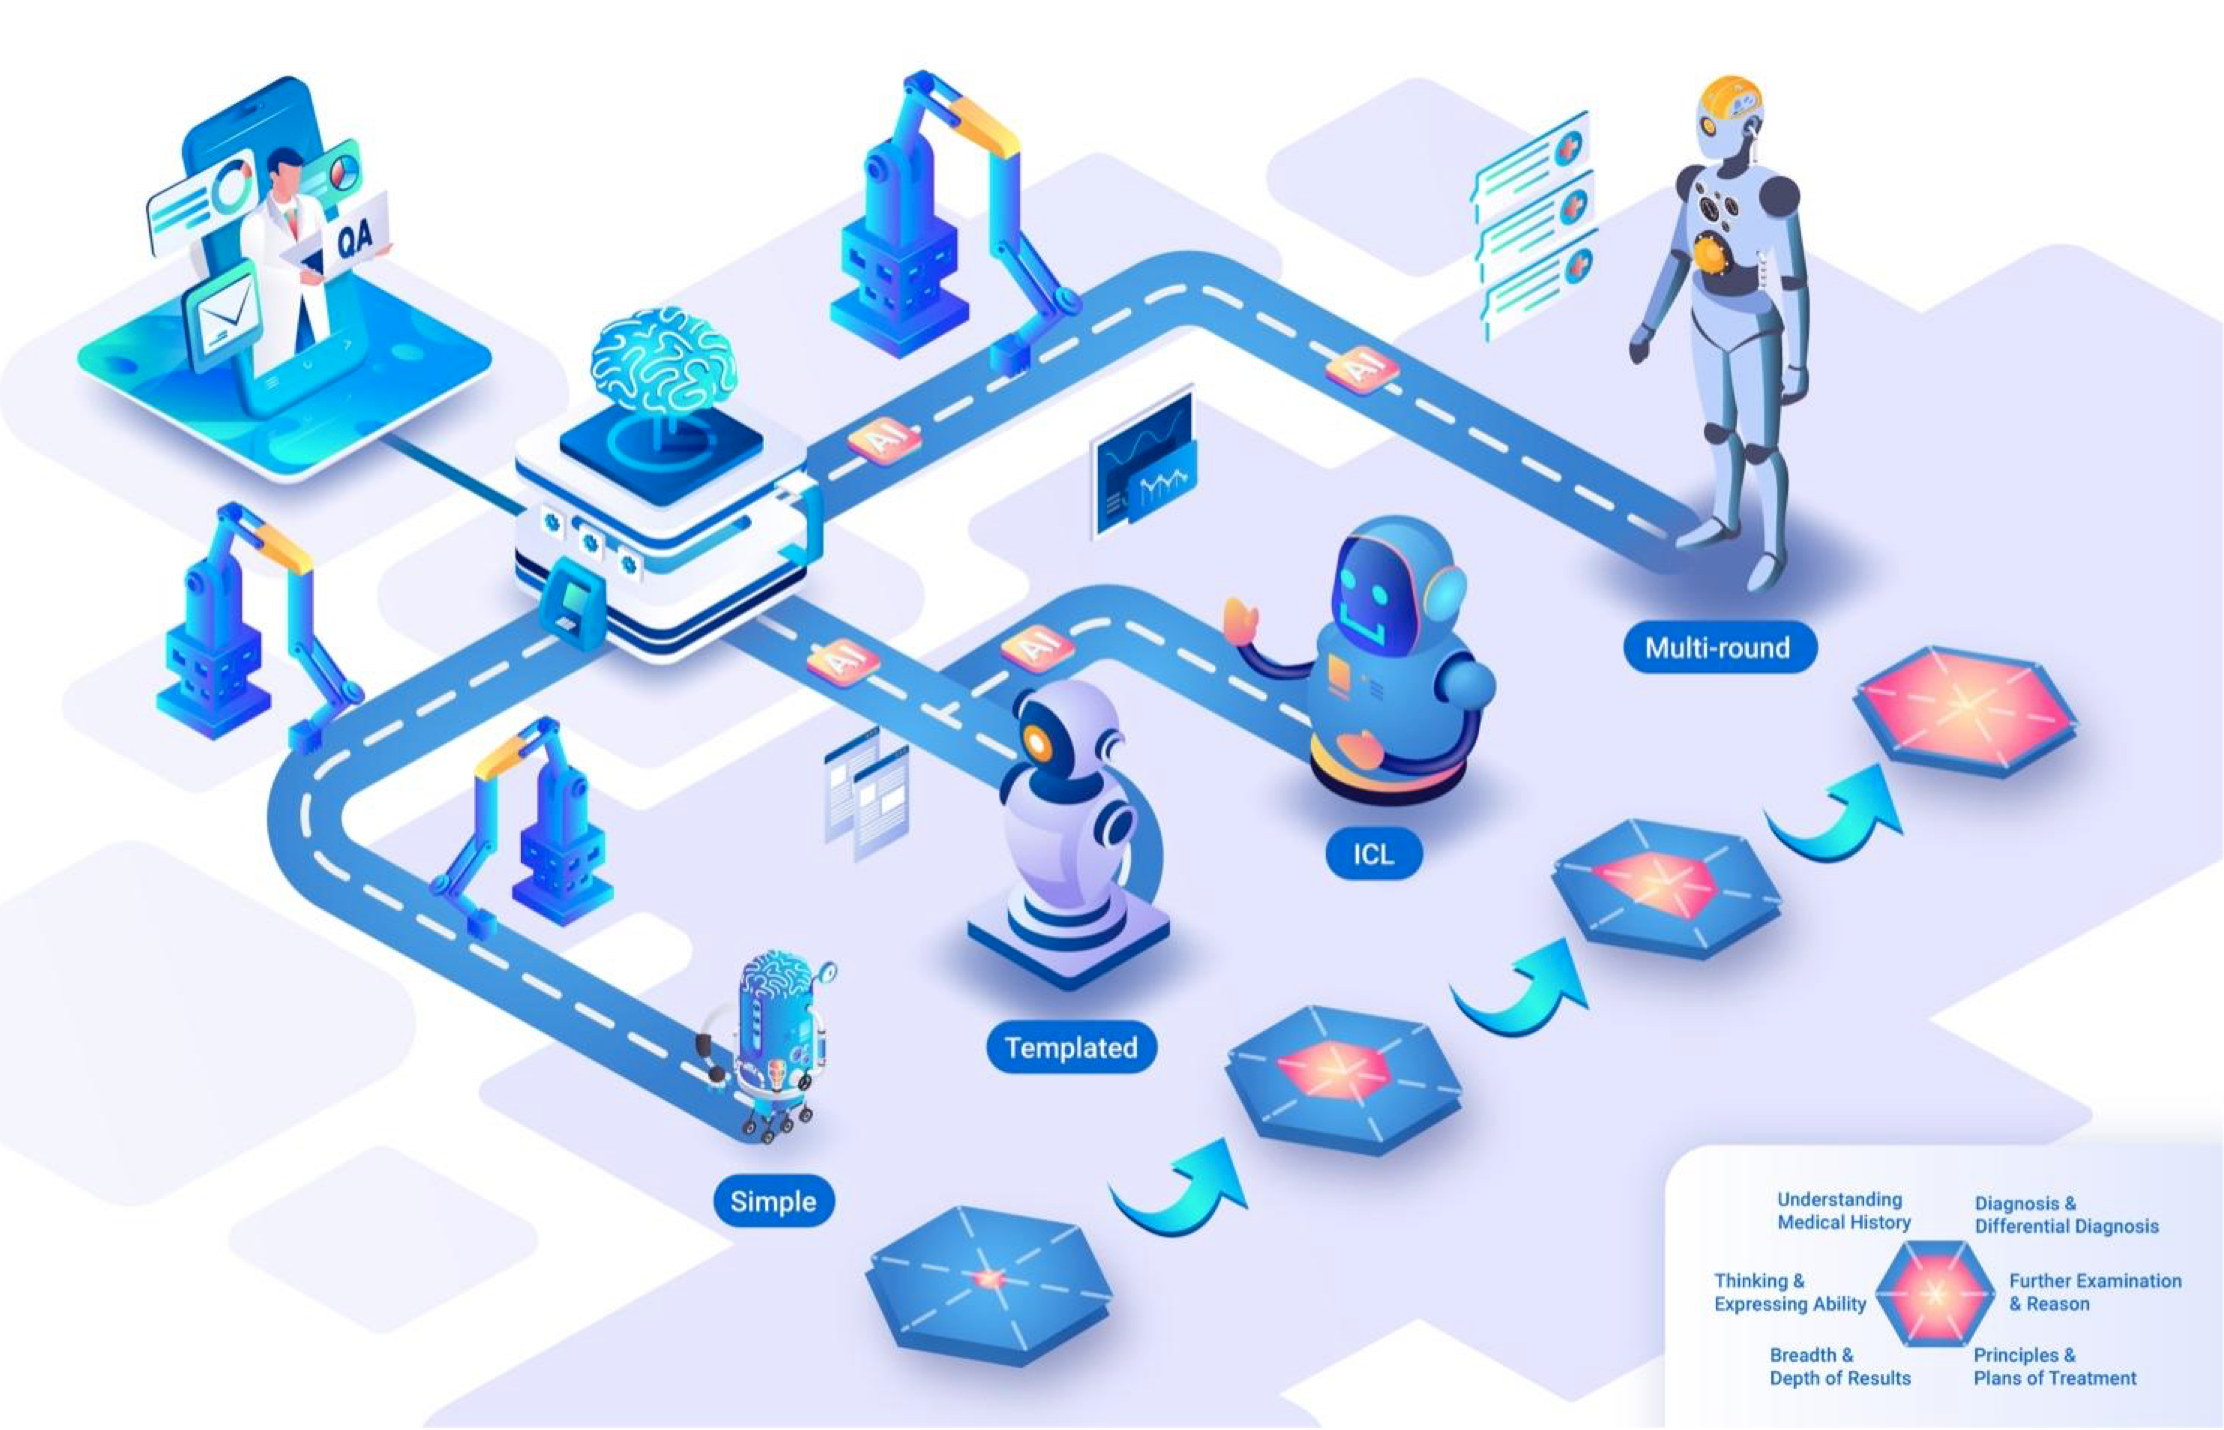 QA
AI
AI
AI
AI
Multi-round
ICL
Templated
Simple
Understanding
Medical History
Diagnosis &
Differential Diagnosis
Thinking &
Expressing Ability
Further Examination
& Reason
Breadth &
Depth of Results
Principles &
Plans of Treatment